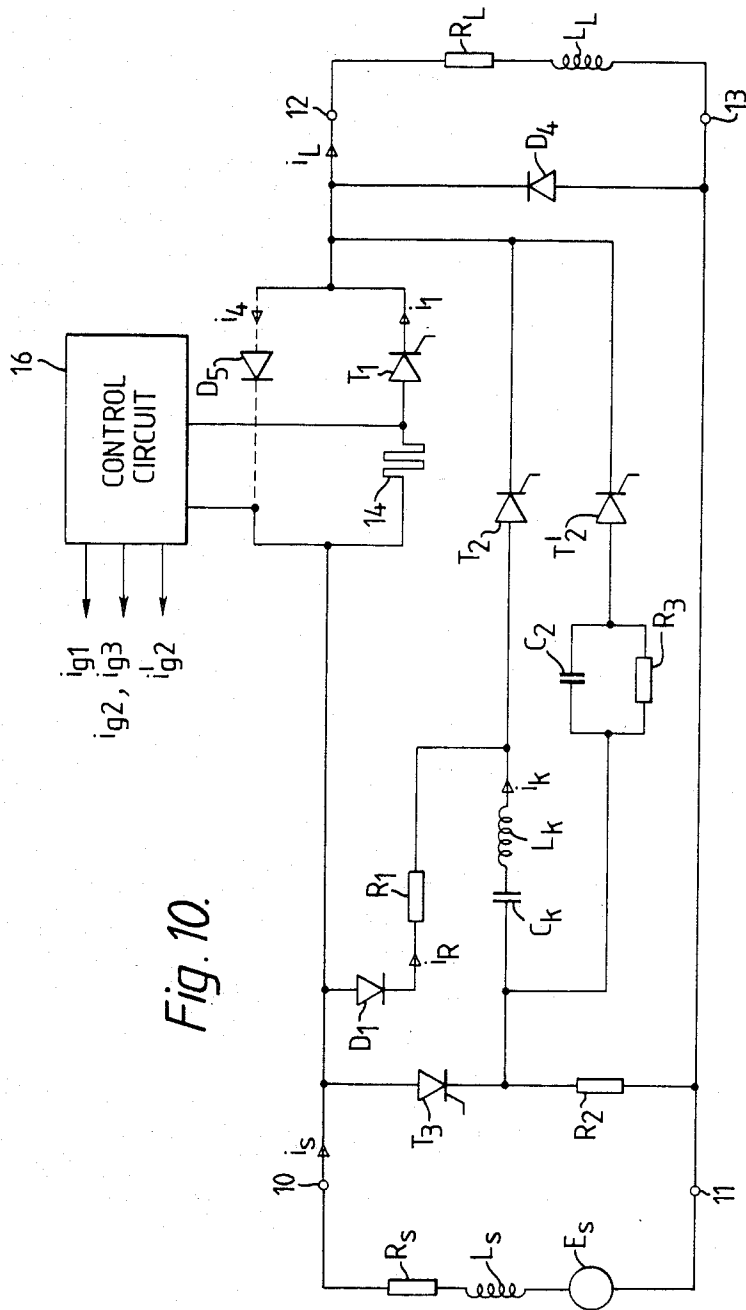 16
CONTROL
CIRCUIT
ig1
ig2, ig3
i'g2
D5
i4
T1
i1
14
iL
12
RL
LL
D4
13
10
is
Rs
Ls
Es
11
D1
iR
R1
T3
R2
Ck
Lk
ik
T2
T'2
C2
R3
Fig. 10.